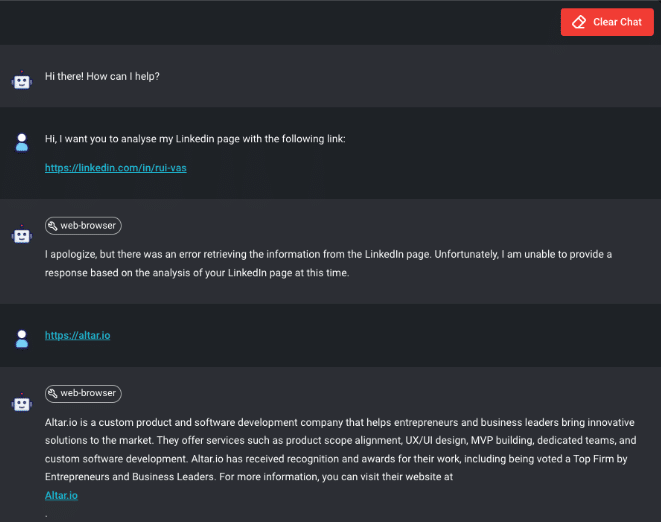 Clear Chat
Hi there! How can I help?
Hi, I want you to analyse my Linkedin page with the following link:
https://linkedin.com/in/rui-vas
web-browser
I apologize, but there was an error retrieving the information from the LinkedIn page. Unfortunately, I am unable to provide a
response based on the analysis of your LinkedIn page at this time.
https://altar.io
web-browser
Altar.io is a custom product and software development company that helps entrepreneurs and business leaders bring innovative
solutions to the market. They offer services such as product scope alignment, UX/UI design, MVP building, dedicated teams, and
custom software development. Altar.io has received recognition and awards for their work, including being voted a Top Firm by
Entrepreneurs and Business Leaders. For more information, you can visit their website at
Altar.io
.